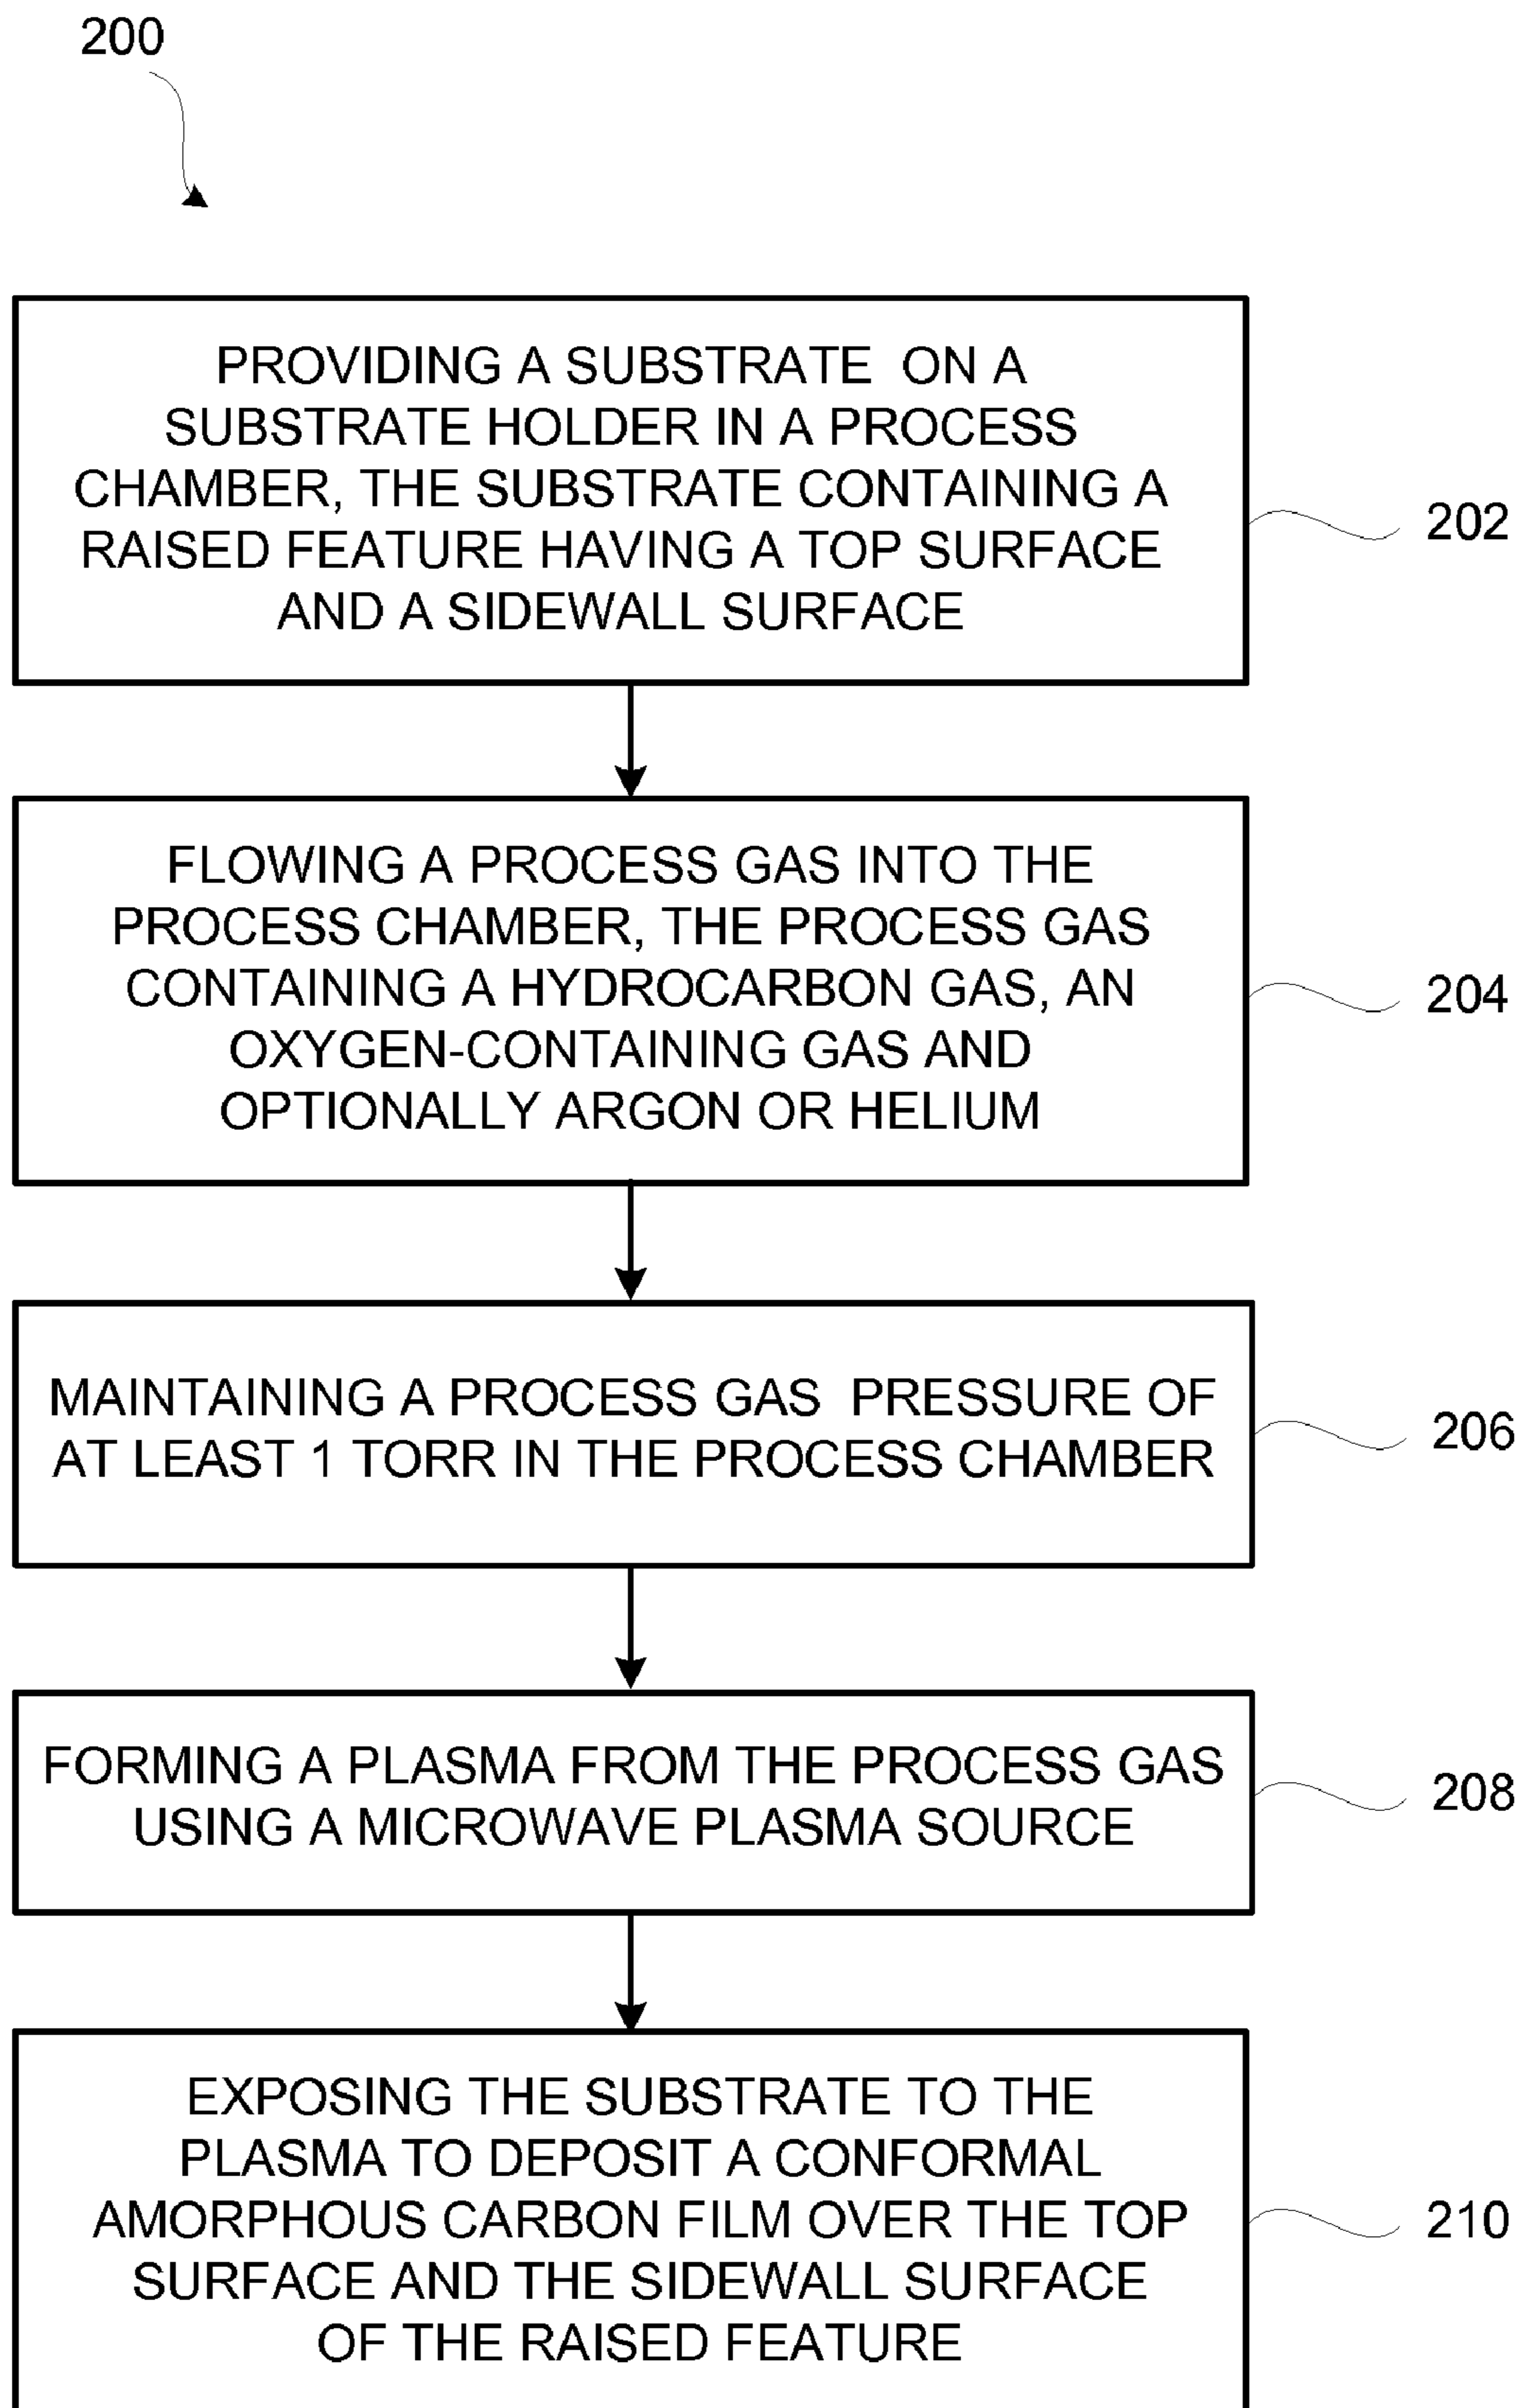 200
PROVIDING A SUBSTRATE ON A
SUBSTRATE HOLDER IN A PROCESS
CHAMBER, THE SUBSTRATE CONTAINING A
RAISED FEATURE HAVING A TOP SURFACE
AND A SIDEWALL SURFACE
202
FLOWING A PROCESS GAS INTO THE
PROCESS CHAMBER, THE PROCESS GAS
CONTAINING A HYDROCARBON GAS, AN
OXYGEN-CONTAINING GAS AND
OPTIONALLY ARGON OR HELIUM
204
MAINTAINING A PROCESS GAS PRESSURE OF
AT LEAST 1 TORR IN THE PROCESS CHAMBER
206
FORMING A PLASMA FROM THE PROCESS GAS
USING A MICROWAVE PLASMA SOURCE
208
EXPOSING THE SUBSTRATE TO THE
PLASMA TO DEPOSIT A CONFORMAL
AMORPHOUS CARBON FILM OVER THE TOP
SURFACE AND THE SIDEWALL SURFACE
OF THE RAISED FEATURE
210